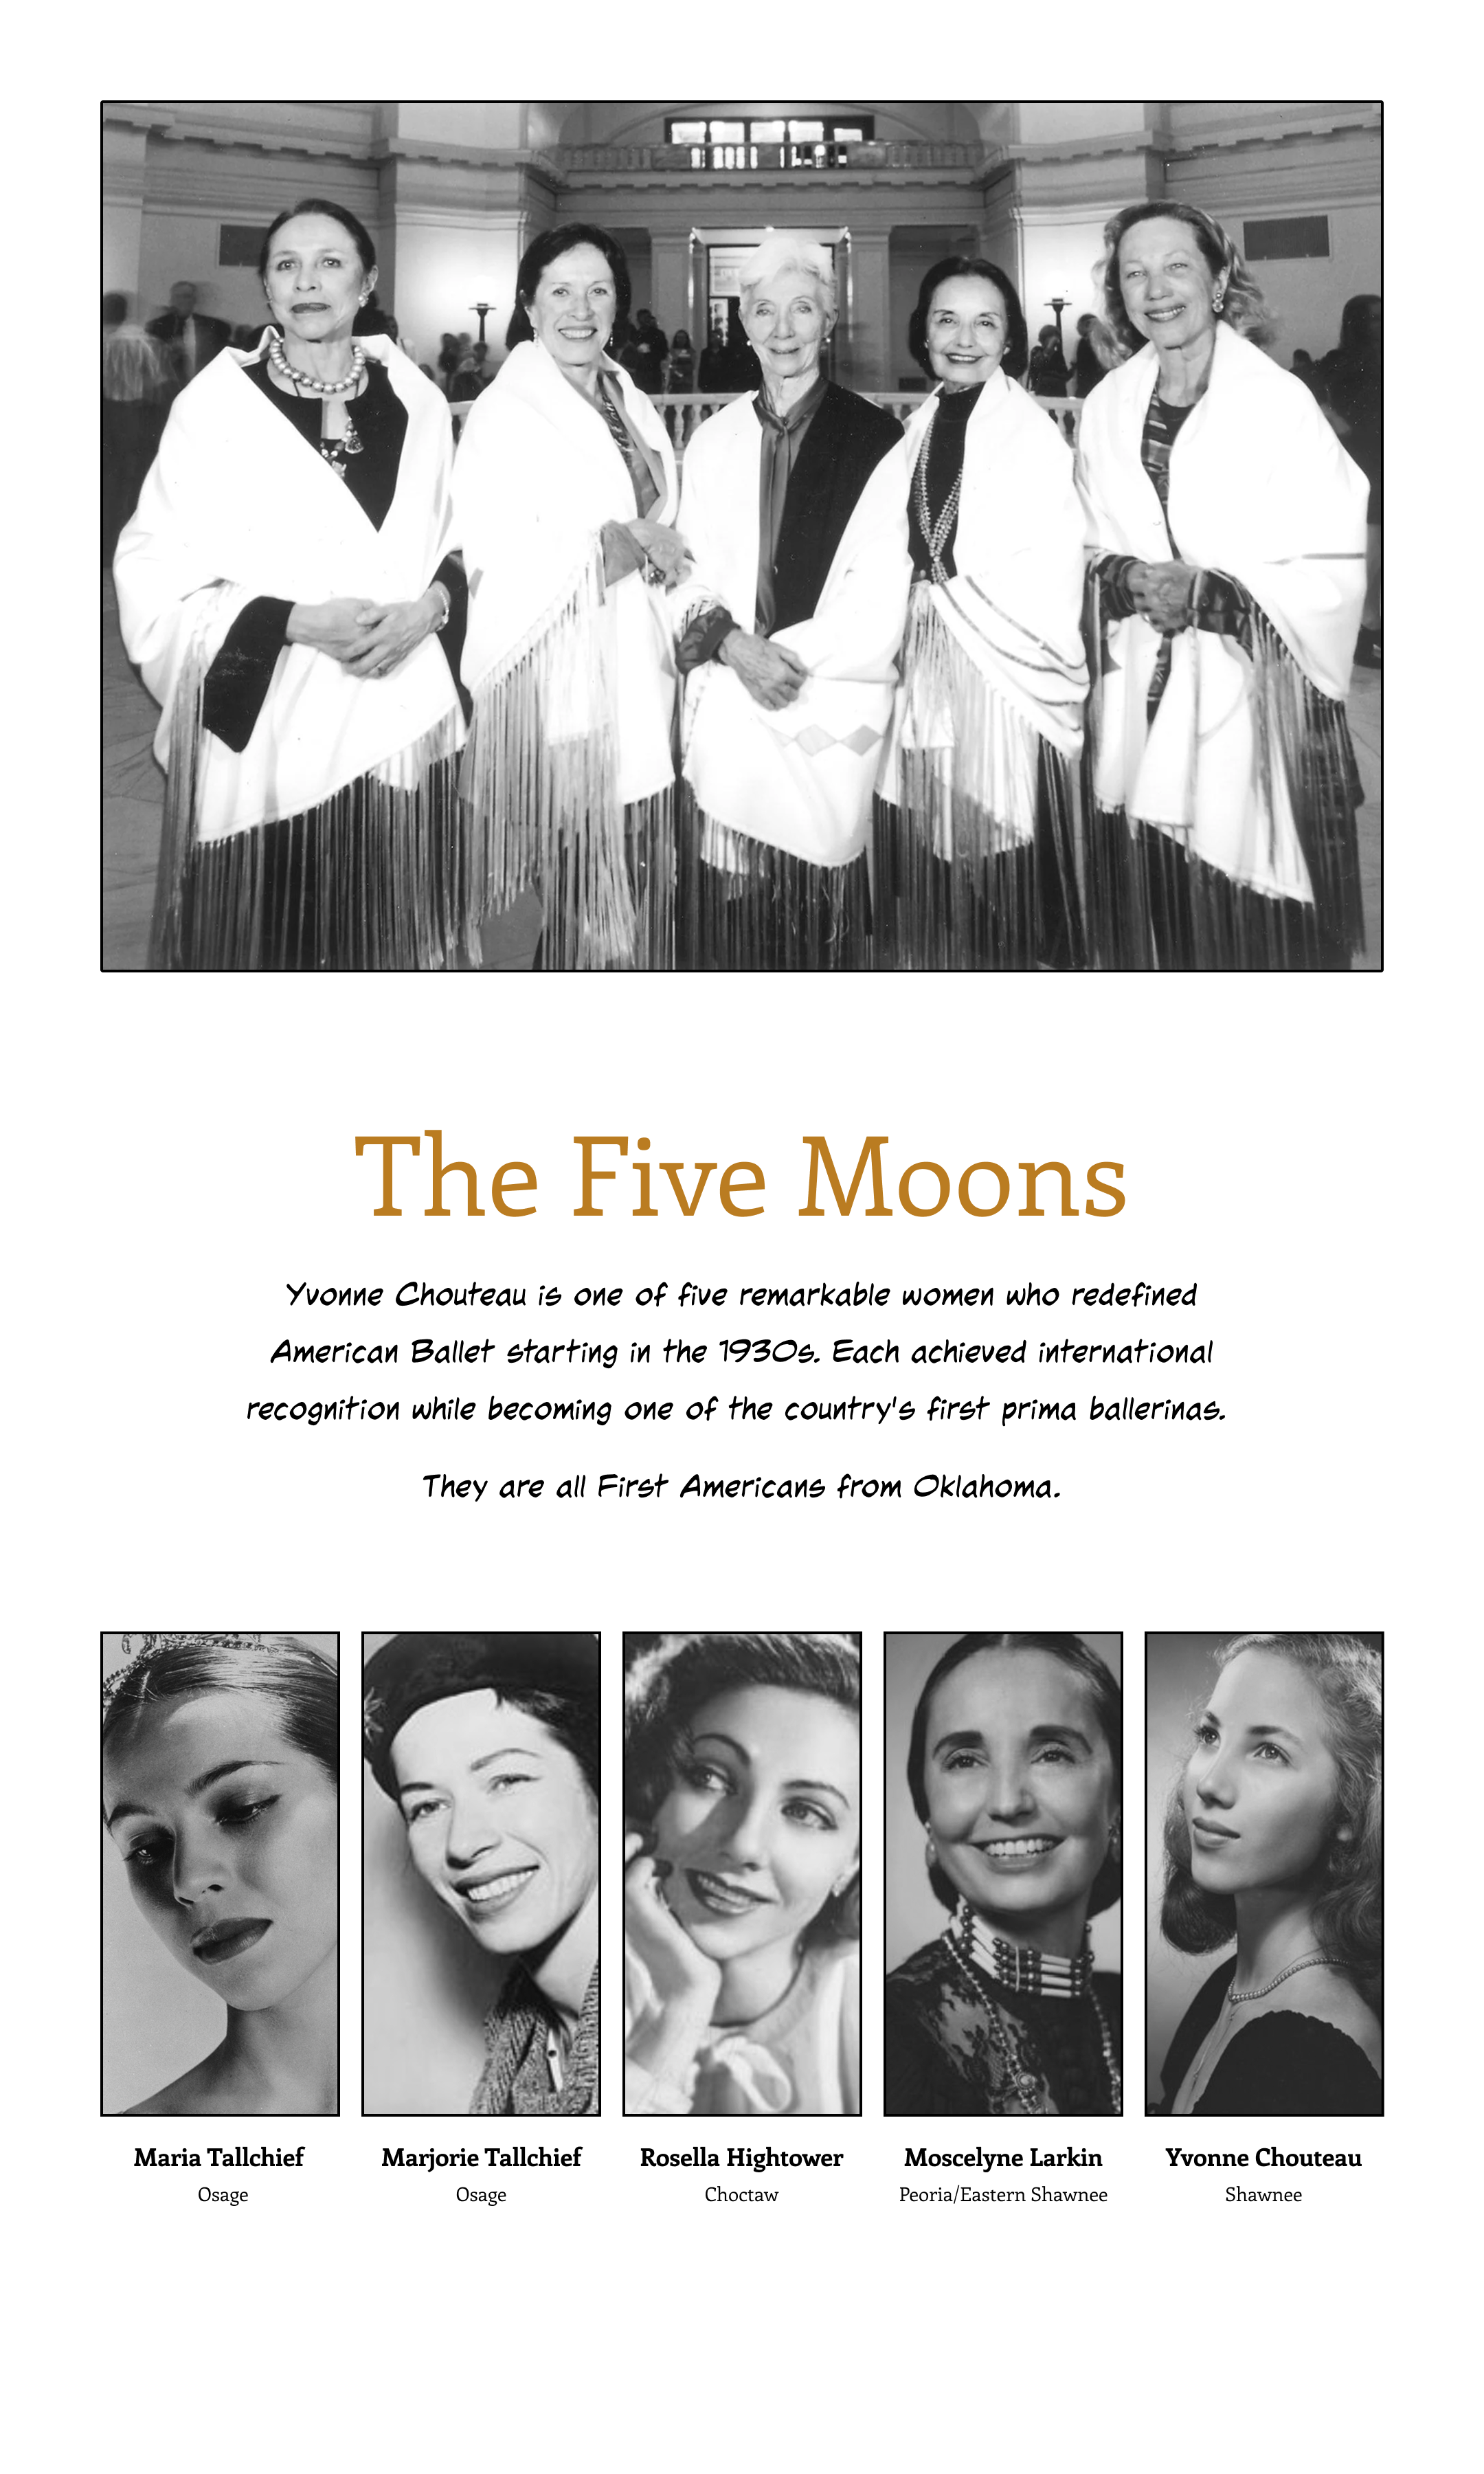 The Five Moons
Yvonne Chouteau is one of five remarkable women who redefined
American Ballet starting in the 1930s. Each achieved international
recognition while becoming one of the country's first prima ballerinas.
They are all First Americans from Oklahoma.
Maria Tallchief
Osage
Marjorie Tallchief
Osage
Rosella Hightower
Choctaw
Moscelyne Larkin
Peoria/Eastern Shawnee
Yvonne Chouteau
Shawnee